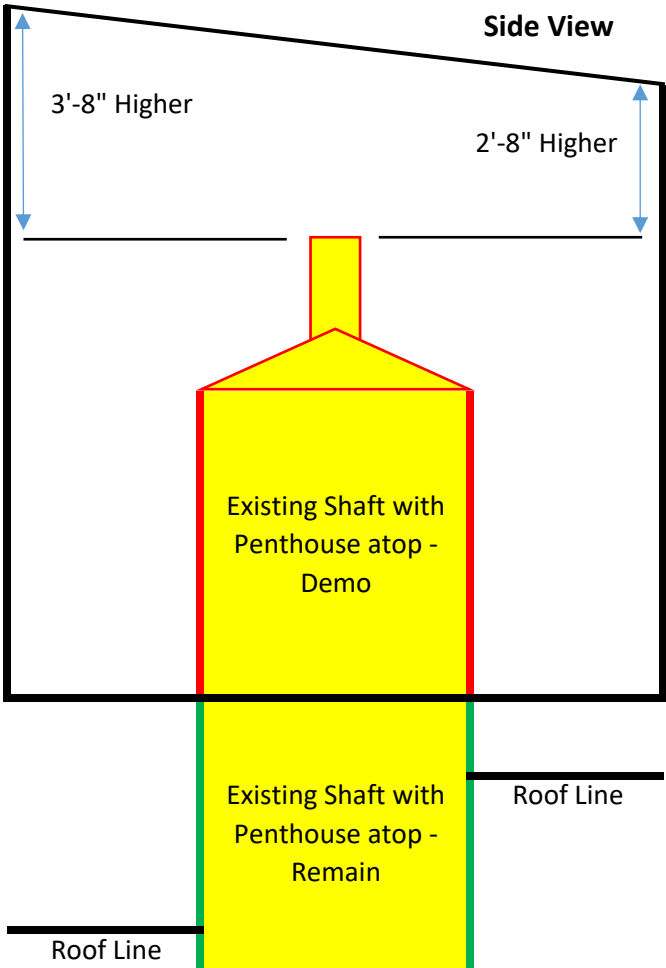 Side View
3'-8" Higher
2'-8" Higher
Existing Shaft with
Penthouse atop -
Demo
Existing Shaft with
Penthouse atop -
Remain
Roof Line
Roof Line